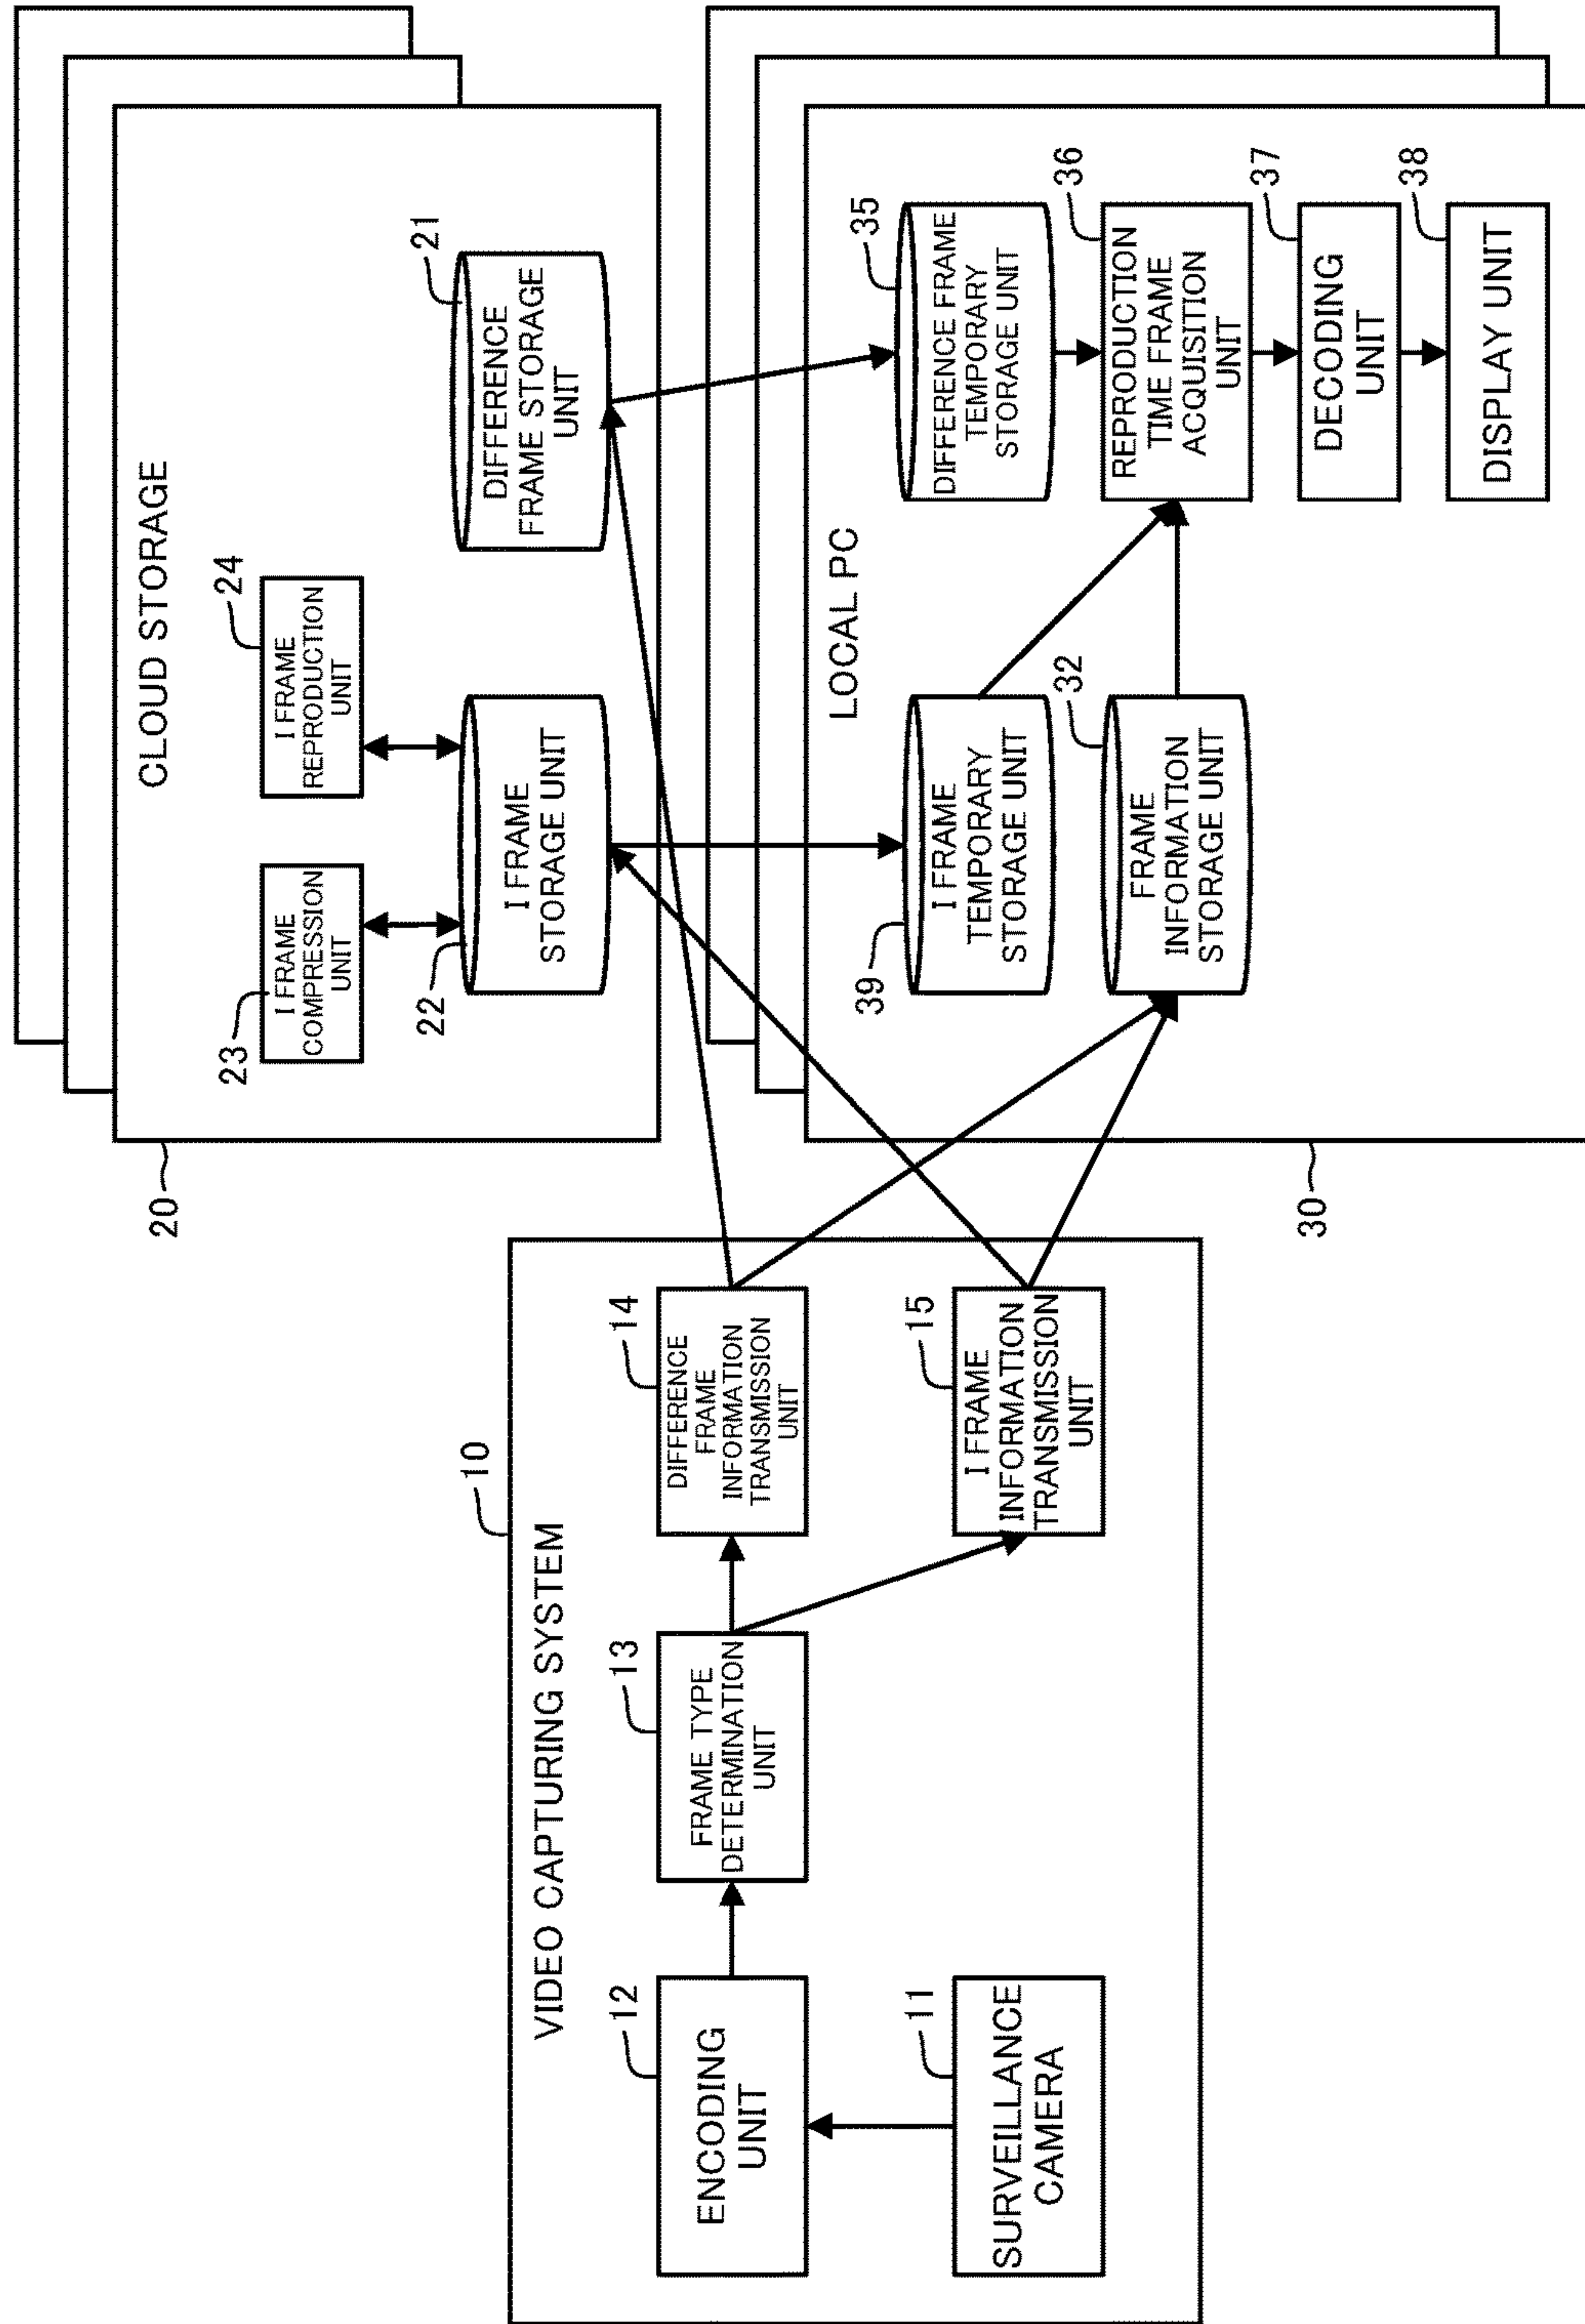 CLOUD STORAGE
20
23
I FRAME
COMPRESSION
UNIT
24
I FRAME
REPRODUCTION
UNIT
22
I FRAME
STORAGE UNIT
21
DIFFERENCE
FRAME STORAGE
UNIT
10
VIDEO CAPTURING SYSTEM
12
ENCODING
UNIT
13
FRAME TYPE
DETERMINATION
UNIT
14
DIFFERENCE
FRAME
INFORMATION
TRANSMISSION
UNIT
11
SURVEILLANCE
CAMERA
15
I FRAME
INFORMATION
TRANSMISSION
UNIT
30
LOCAL PC
39
I FRAME
TEMPORARY
STORAGE UNIT
35
DIFFERENCE FRAME
TEMPORARY
STORAGE UNIT
32
FRAME
INFORMATION
STORAGE UNIT
36
REPRODUCTION
TIME FRAME
ACQUISITION
UNIT
37
DECODING
UNIT
38
DISPLAY UNIT